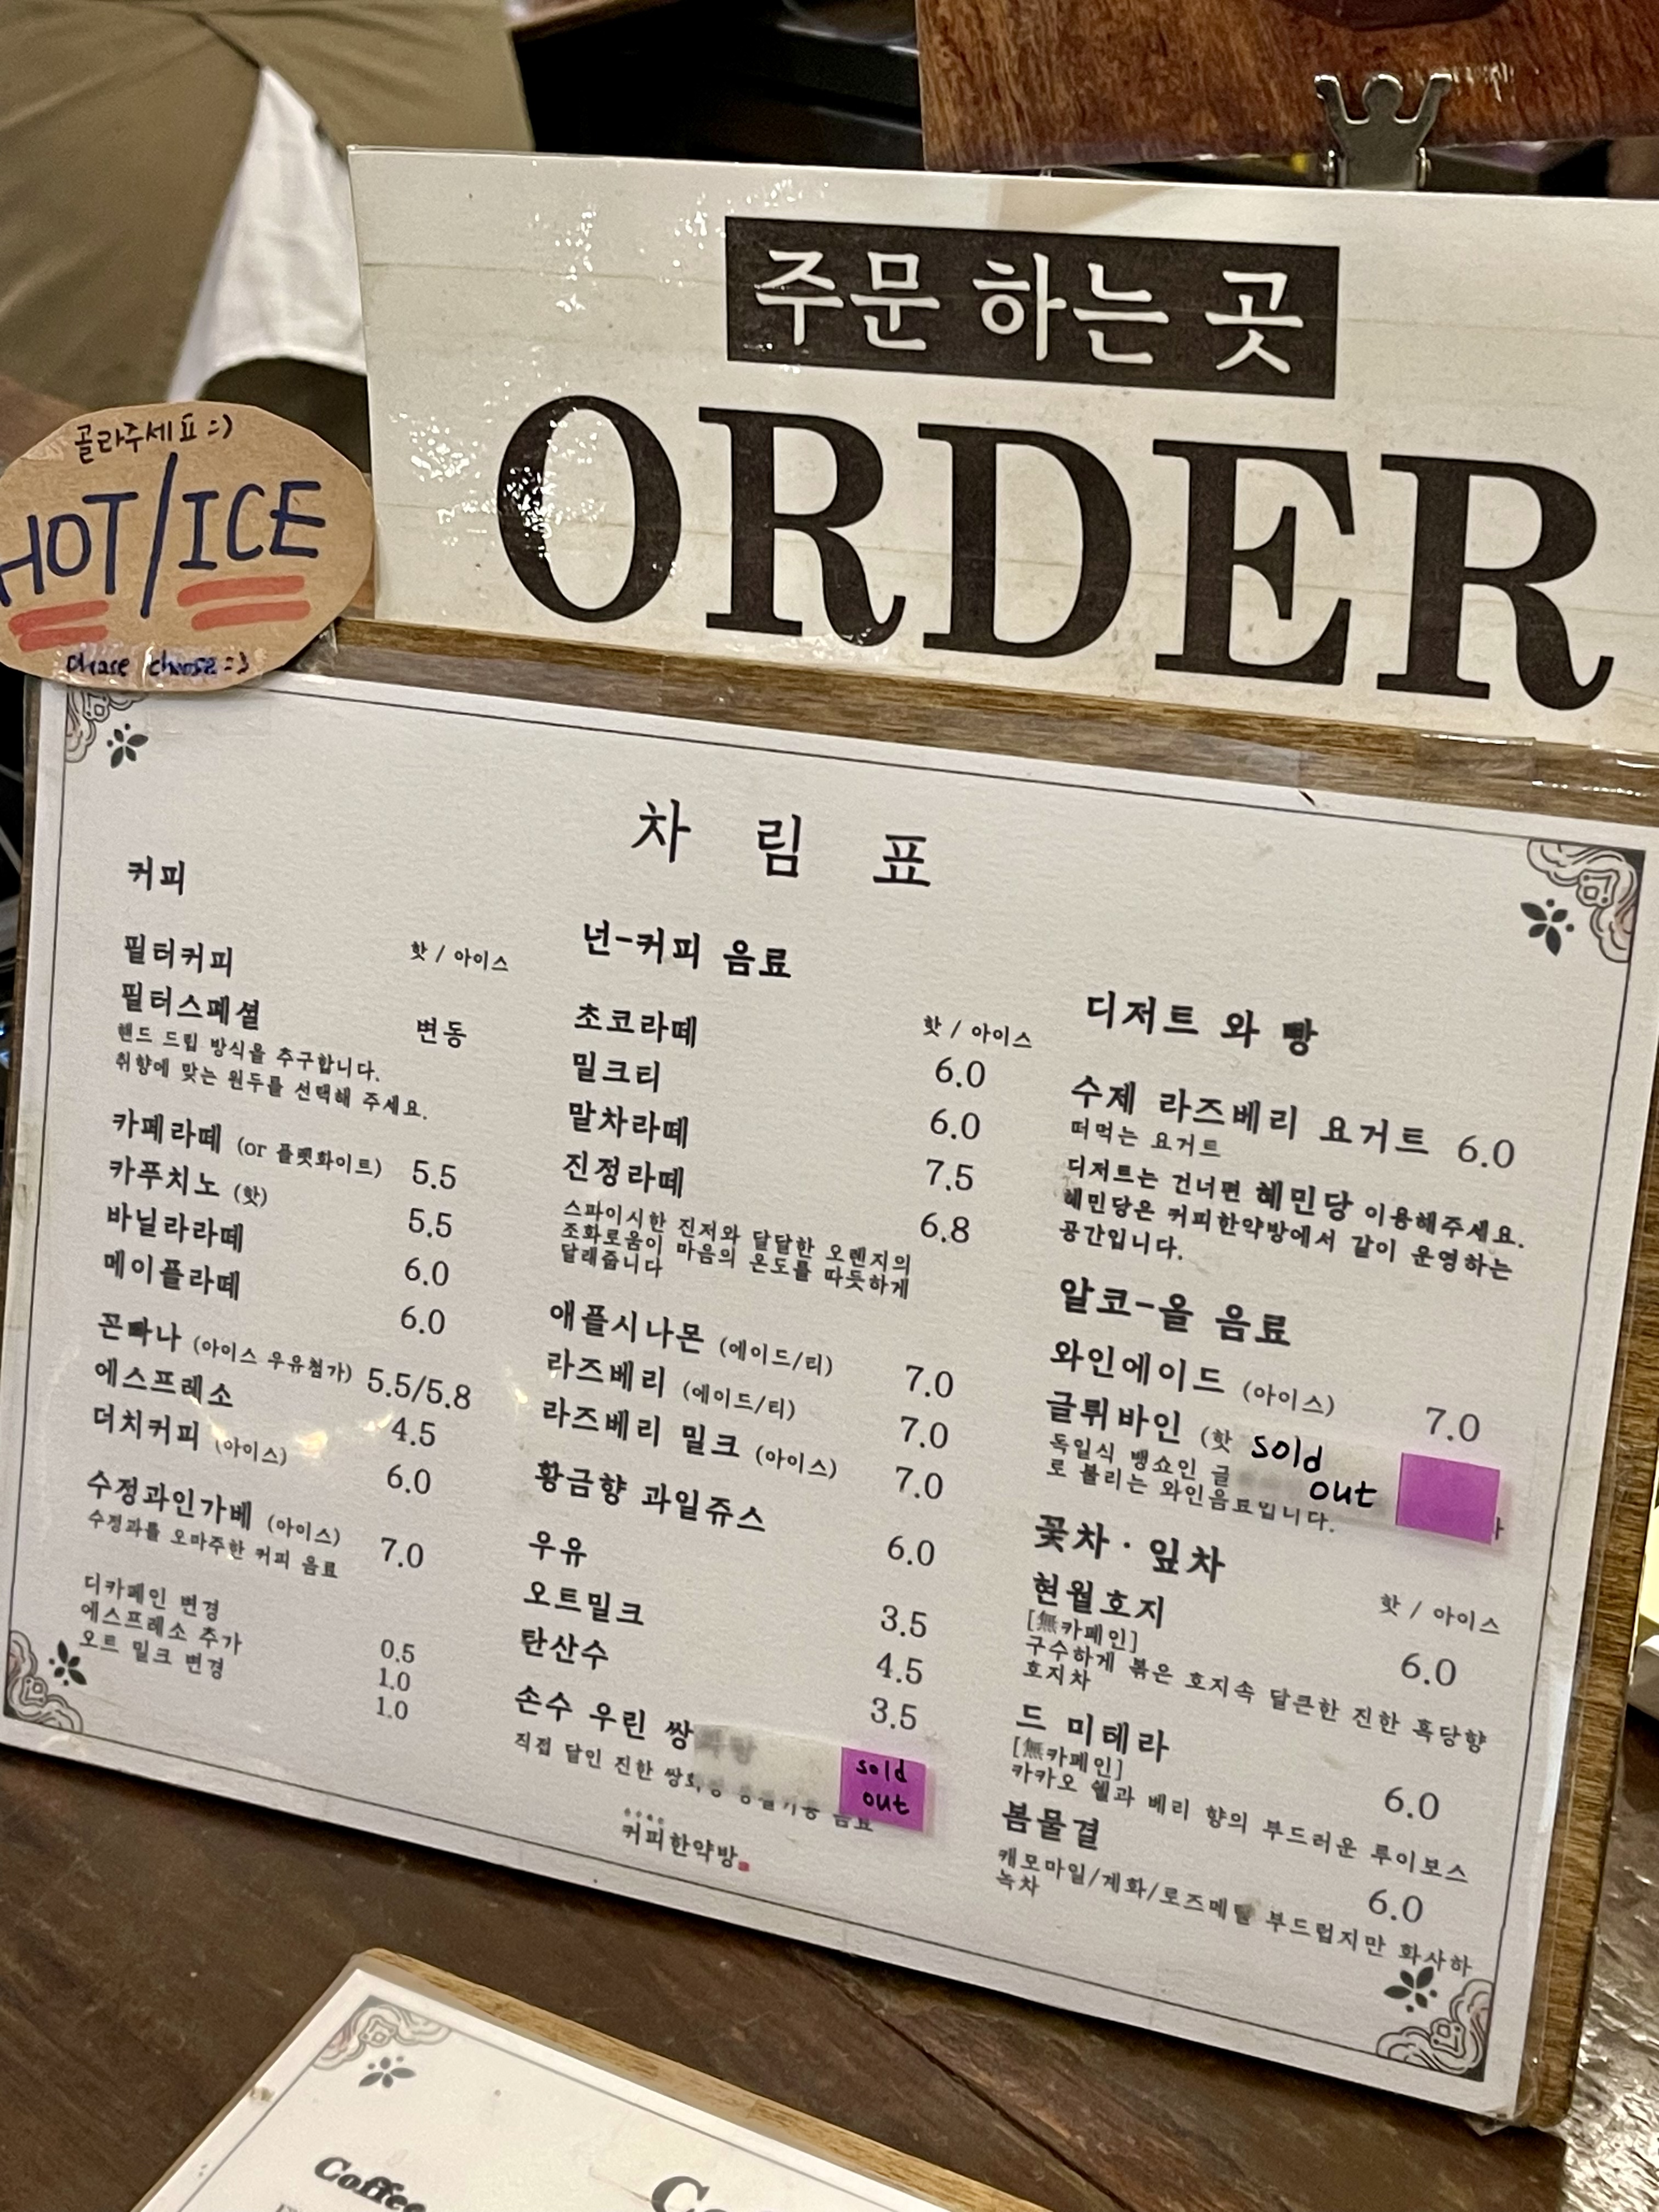 주문 하는 곳
ORDER
골라주세표 :)
HOT/ICE
please choose :)
차 림 표
커피
핫 / 아이스
필터커피
필터스페셜 변동
핸드 드립 방식을 추구합니다.
취향에 맞는 원두를 선택해 주세요.
카페라떼 (or 플랫화이트) 5.5
카푸치노 (핫) 5.5
바닐라라떼 6.0
메이플라떼 6.0
꼰빠나 (아이스 우유첨가) 5.5/5.8
에스프레소 4.5
더치커피 (아이스) 6.0
수정과인가베 (아이스) 7.0
수정과를 오마주한 커피 음료
디카페인 변경 0.5
에스프레소 추가 1.0
오트 밀크 변경 1.0
넌-커피 음료
핫 / 아이스
초코라떼 6.0
밀크티 6.0
말차라떼 7.5
진정라떼 6.8
스파이시한 진저와 달달한 오렌지의
조화로움이 마음의 온도를 따듯하게
달래줍니다
애플시나몬 (에이드/티) 7.0
라즈베리 (에이드/티) 7.0
라즈베리 밀크 (아이스) 7.0
황금향 과일쥬스 6.0
우유 3.5
오트밀크 4.5
탄산수 3.5
손수 우린 쌍
sold
out
직접 달인 진한 음료
커피한약방
디저트 와 빵
수제 라즈베리 요거트 6.0
떠먹는 요거트
디저트는 건너편 혜민당 이용해주세요.
혜민당은 커피한약방에서 같이 운영하는
공간입니다.
알코-올 음료
와인에이드 (아이스) 7.0
글뤼바인 (핫
sold
out
독일식 뱅쇼인 글
로 불리는 와인음료입니다.
꽃차 · 잎차
핫 / 아이스
현월호지 6.0
[無카페인]
구수하게 볶은 호지속 달큰한 진한 흑당향
호지차
드 미테라 6.0
[無카페인]
카카오 쉘과 베리 향의 부드러운 루이보스
봄물결 6.0
캐모마일/계화/로즈메릴 부드럽지만 화사하
녹차
Coffee